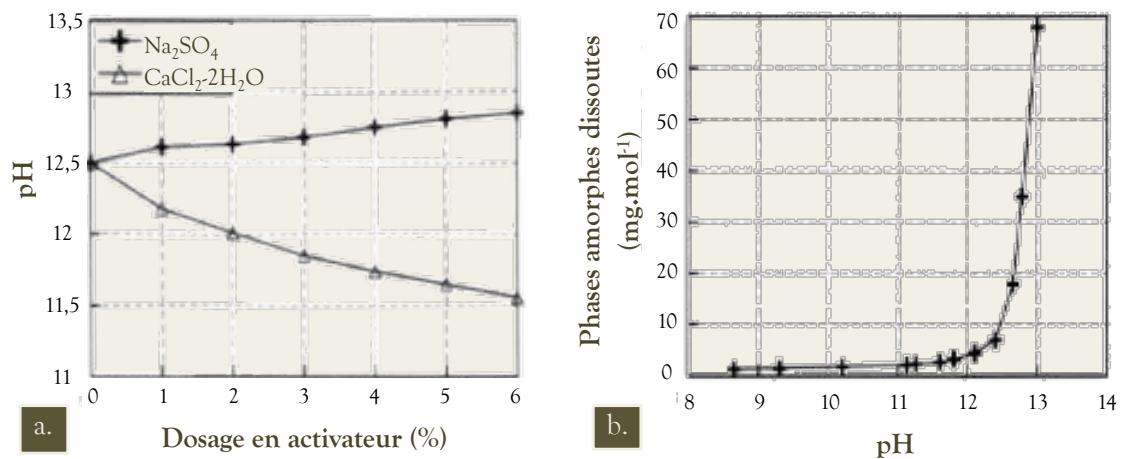 13,5
13
12,5
12
11,5
11
pH
Na₂SO₄
CaCl₂-2H₂O
0 1 2 3 4 5 6
Dosage en activateur (%)
a.
Phases amorphes dissoutes
(mg.mol⁻¹)
70
60
50
40
30
20
10
0
8 9 10 11 12 13 14
pH
b.